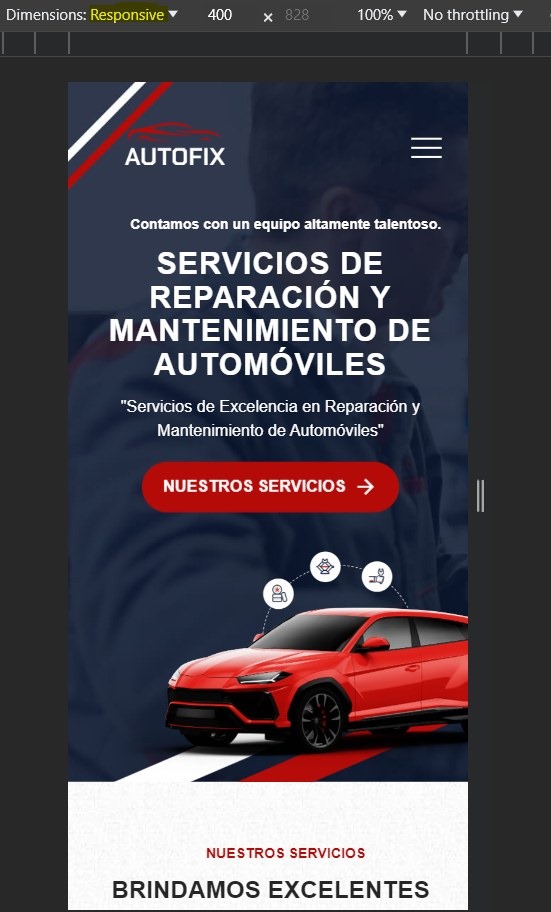 Dimensions: Responsive 400 × 828 100% No throttling
AUTOFIX
Contamos con un equipo altamente talentoso.
SERVICIOS DE
REPARACIÓN Y
MANTENIMIENTO DE
AUTOMÓVILES
"Servicios de Excelencia en Reparación y
Mantenimiento de Automóviles"
NUESTROS SERVICIOS
NUESTROS SERVICIOS
BRINDAMOS EXCELENTES